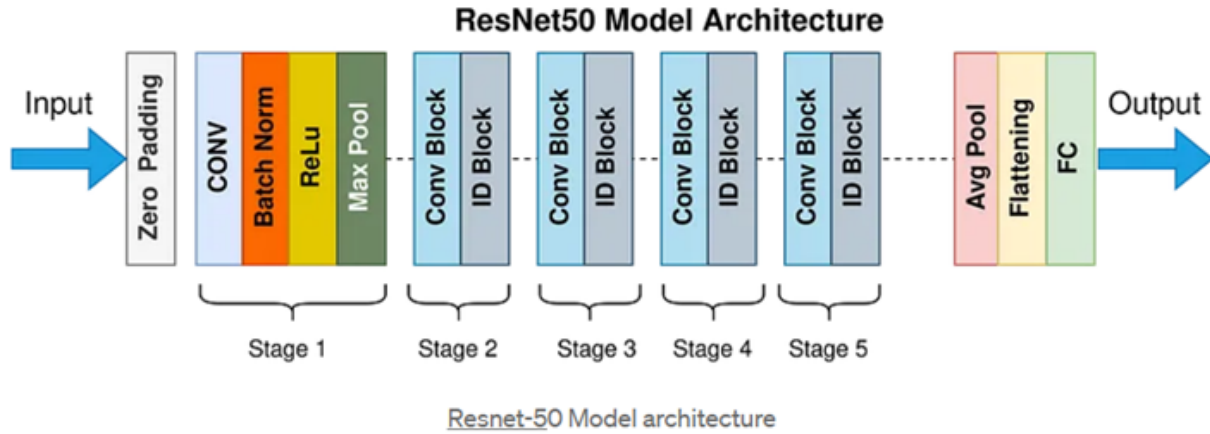 ResNet50 Model Architecture
Input
Zero Padding
CONV
Batch Norm
ReLu
Max Pool
Conv Block
ID Block
Conv Block
ID Block
Conv Block
ID Block
Conv Block
ID Block
Avg Pool
Flattening
FC
Output
Stage 1
Stage 2
Stage 3
Stage 4
Stage 5
Resnet-50 Model architecture